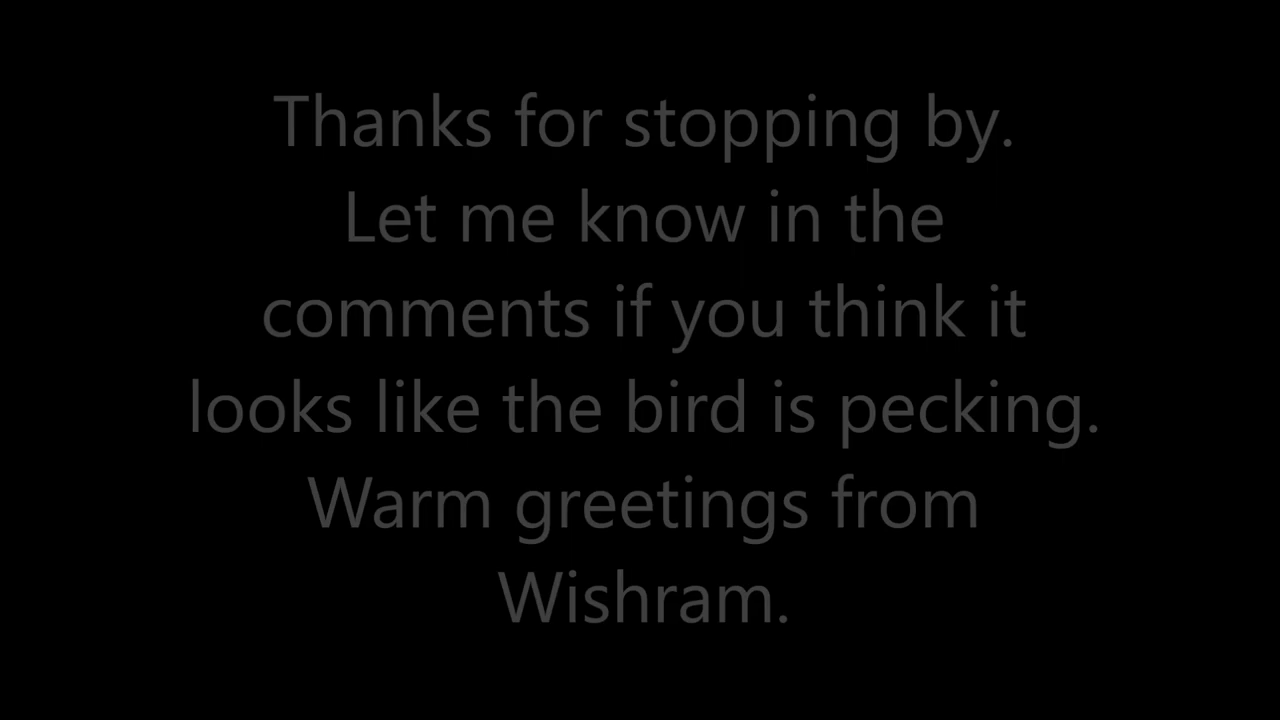 Thanks for stopping by.
Let me know in the
comments if you think it
looks like the bird is pecking.
Warm greetings from
Wishram.